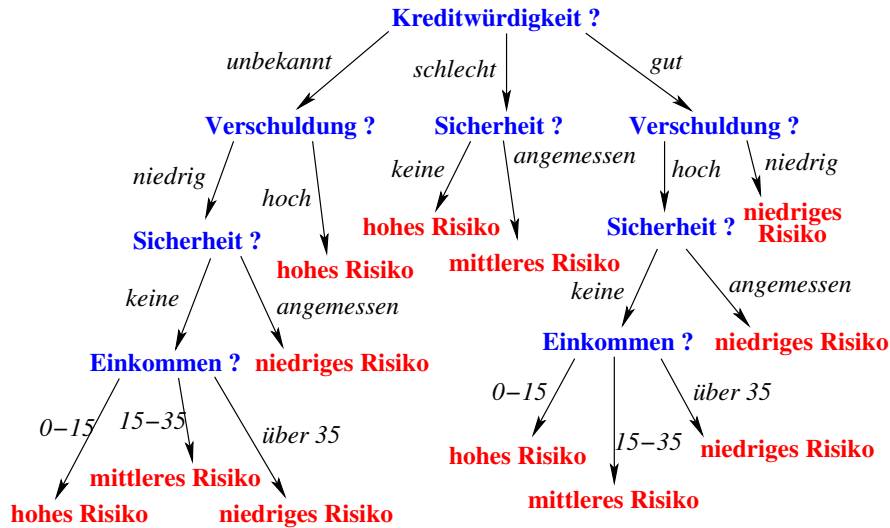 Kreditwürdigkeit ?
unbekannt
schlecht
gut
Verschuldung ?
Sicherheit ?
Verschuldung ?
niedrig
hoch
keine
angemessen
hoch
niedrig
Sicherheit ?
hohes Risiko
hohes Risiko
mittleres Risiko
Sicherheit ?
niedriges
Risiko
keine
angemessen
keine
angemessen
Einkommen ?
niedriges Risiko
Einkommen ?
niedriges Risiko
0−15
15−35
über 35
0−15
15−35
über 35
hohes Risiko
mittleres Risiko
niedriges Risiko
hohes Risiko
mittleres Risiko
niedriges Risiko